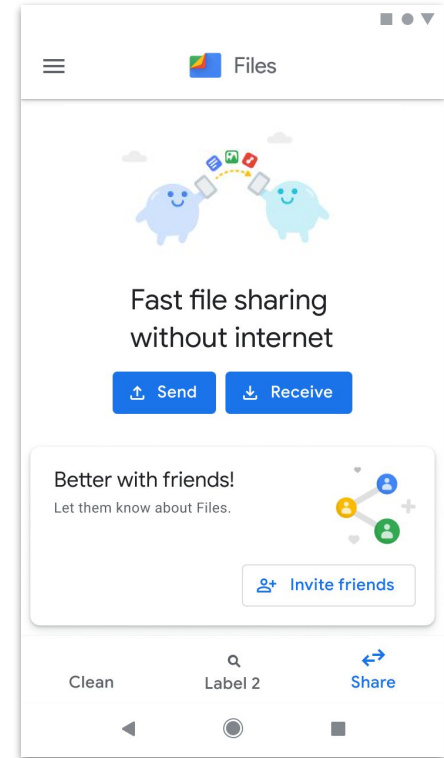 Files
Fast file sharing
without internet
Send
Receive
Better with friends!
Let them know about Files.
Invite friends
Clean
Label 2
Share